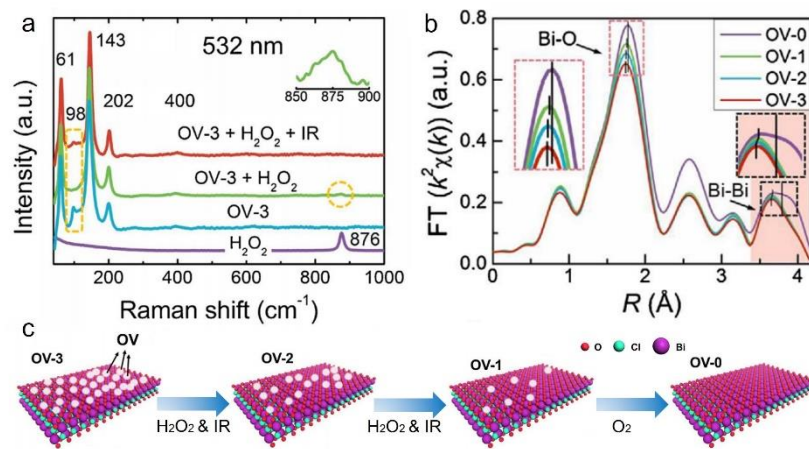 a
532 nm
61
143
98
202
400
850 875 900
OV-3 + H₂O₂ + IR
OV-3 + H₂O₂
OV-3
H₂O₂
876
Intensity (a.u.)
200 400 600 800 1000
Raman shift (cm⁻¹)
b
Bi-O
OV-0
OV-1
OV-2
OV-3
Bi-Bi
FT (k²χ(k)) (a.u.)
0.8
0.6
0.4
0.2
0.0
0 1 2 3 4
R (Å)
c
OV
O Cl Bi
OV-3
OV-2
OV-1
OV-0
H₂O₂ & IR
H₂O₂ & IR
O₂